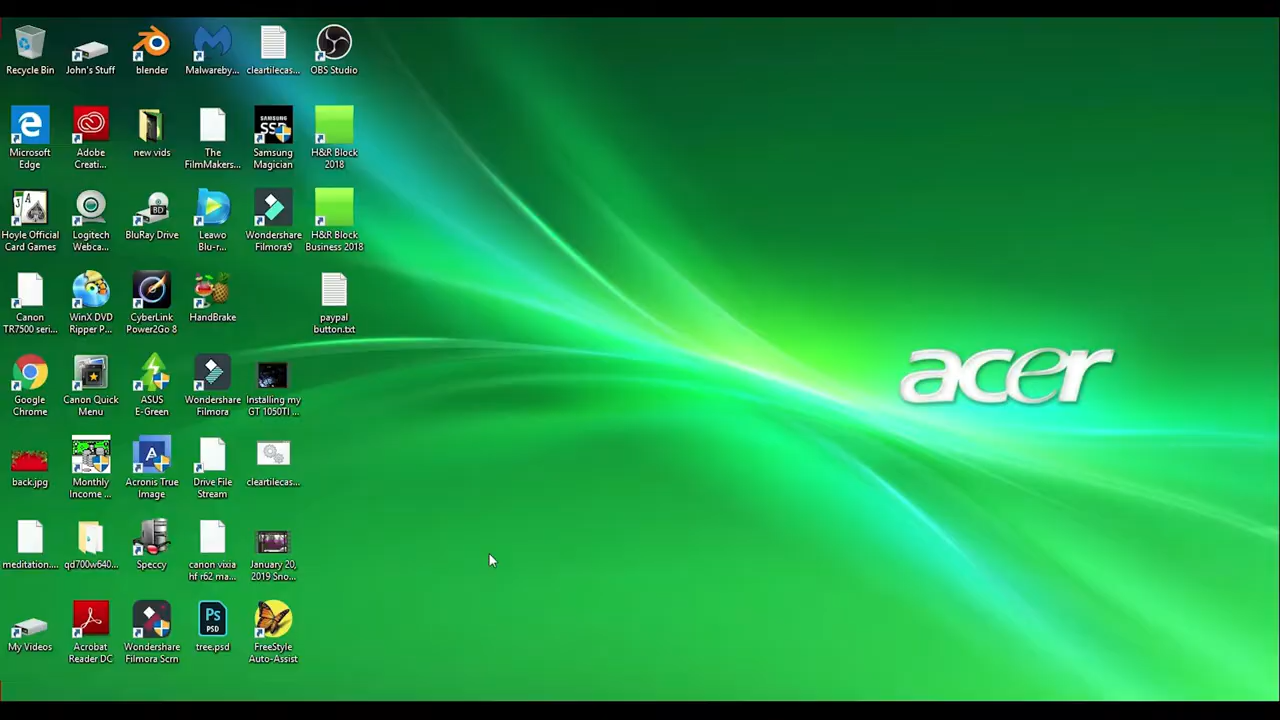 Recycle Bin
John's Stuff
blender
Malwareby...
cleartilecas...
OBS Studio
Microsoft
Edge
Adobe
Creati...
new vids
The
FilmMakers...
SAMSUNG
SSD
Samsung
Magician
H&R Block
2018
Hoyle Official
Card Games
Logitech
Webca...
BD
BluRay Drive
Leawo
Blu-r...
Wondershare
Filmora9
H&R Block
Business 2018
Canon
TR7500 seri...
WinX DVD
Ripper P...
CyberLink
Power2Go 8
HandBrake
paypal
button.txt
Google
Chrome
Canon Quick
Menu
ASUS
E-Green
Wondershare
Filmora
Installing my
GT 1050TI ...
acer
back.jpg
Monthly
Income ...
A
Acronis True
Image
Drive File
Stream
cleartilecas...
meditation....
qd700w640...
Speccy
canon vixia
hf r62 ma...
January 20,
2019 Sno...
My Videos
Acrobat
Reader DC
Wondershare
Filmora Scrn
Ps
PSD
tree.psd
FreeStyle
Auto-Assist